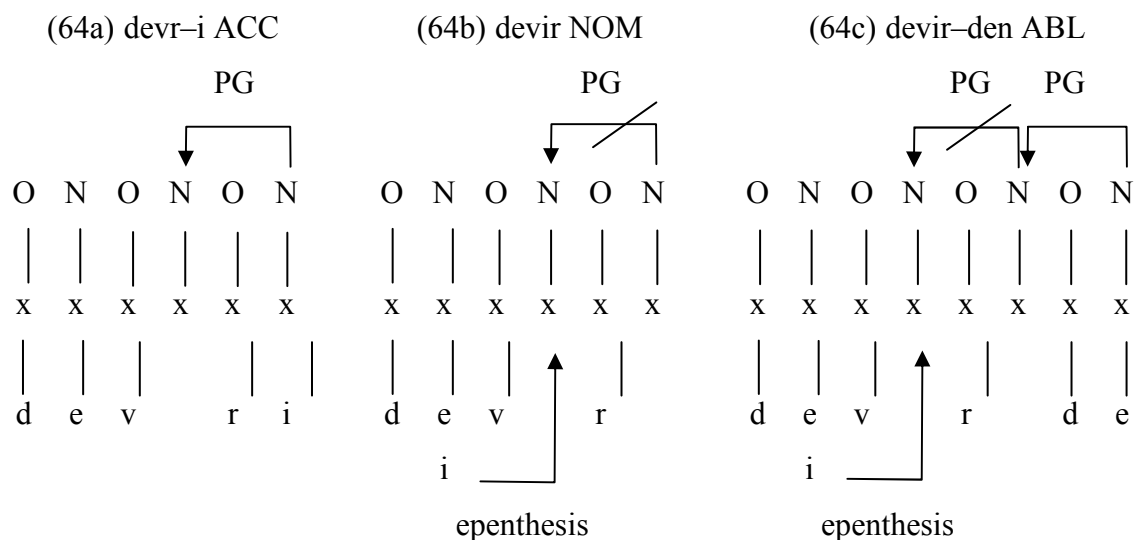 (64a) devr–i ACC (64b) devir NOM (64c) devir–den ABL
PG PG PG PG
O N O N O N O N O N O N O N O N O N O N
x x x x x x x x x x x x x x x x x x x x
d e v r i d e v r d e v r d e
i i
epenthesis epenthesis